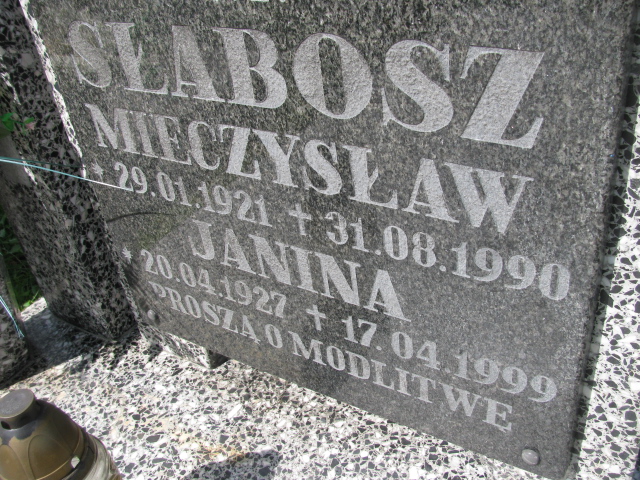 SŁABOSZ
MIECZYSŁAW
* 29.01.1921 † 31.08.1990
JANINA
* 20.04.1927 † 17.04.1999
PROSZĄ O MODLITWĘ